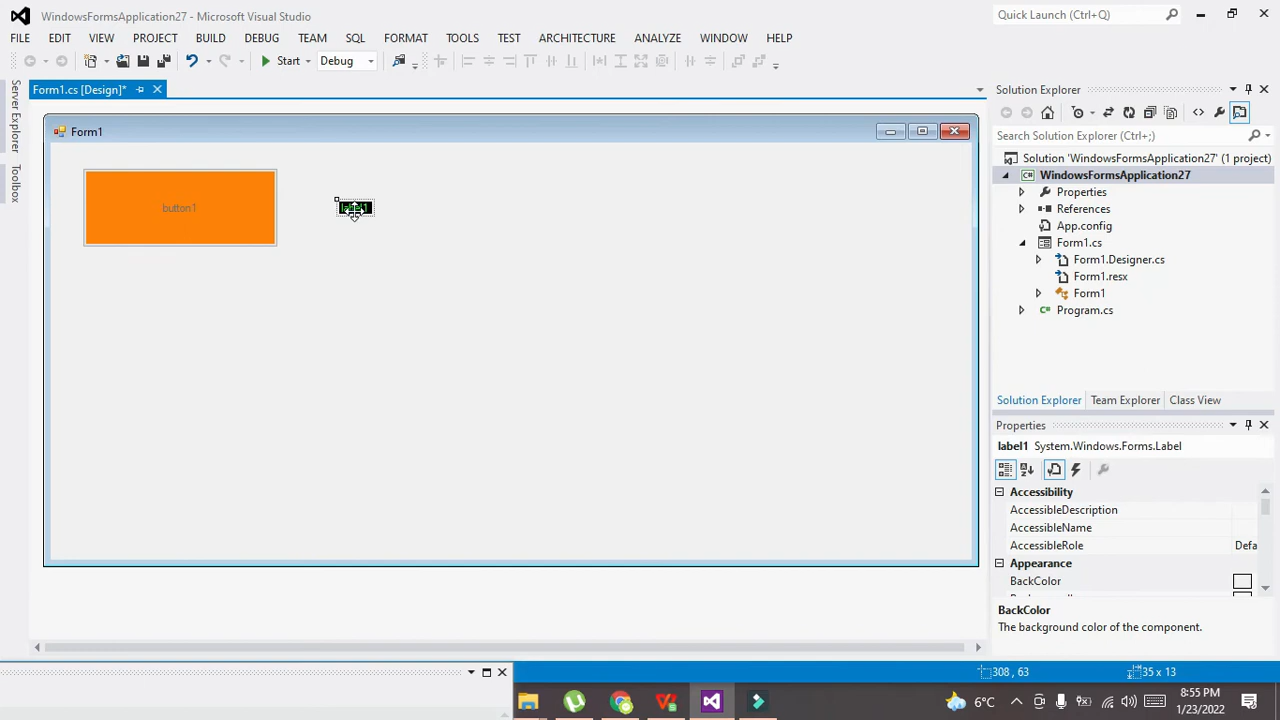 WindowsFormsApplication27 - Microsoft Visual Studio
Quick Launch (Ctrl+Q)
FILE EDIT VIEW PROJECT BUILD DEBUG TEAM SQL FORMAT TOOLS TEST ARCHITECTURE ANALYZE WINDOW HELP
Start Debug
Server Explorer
Toolbox
Form1.cs [Design]*
Form1
button1
Solution Explorer
Search Solution Explorer (Ctrl+;)
Solution 'WindowsFormsApplication27' (1 project)
WindowsFormsApplication27
Properties
References
App.config
Form1.cs
Form1.Designer.cs
Form1.resx
Form1
Program.cs
Solution Explorer Team Explorer Class View
Properties
label1 System.Windows.Forms.Label
Accessibility
AccessibleDescription
AccessibleName
AccessibleRole Defa
Appearance
BackColor
BackColor
The background color of the component.
308 , 63 35 x 13
6°C
8:55 PM
1/23/2022